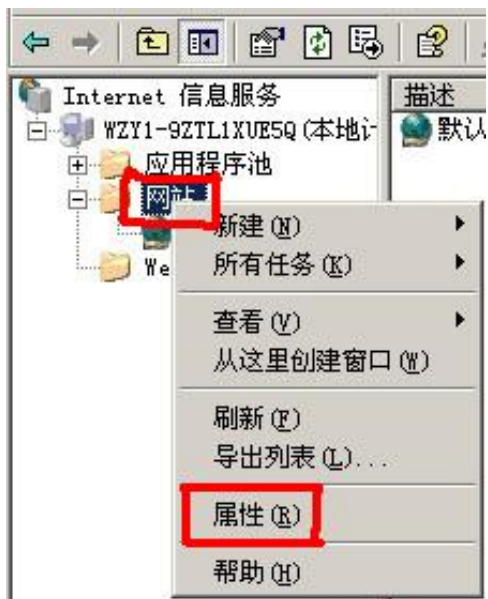 Internet 信息服务
描述
WZY1-9ZTL1XUE5Q(本地计
默认
应用程序池
网站
We
新建(N)
所有任务(K)
查看(V)
从这里创建窗口(W)
刷新(F)
导出列表(L)...
属性(R)
帮助(H)